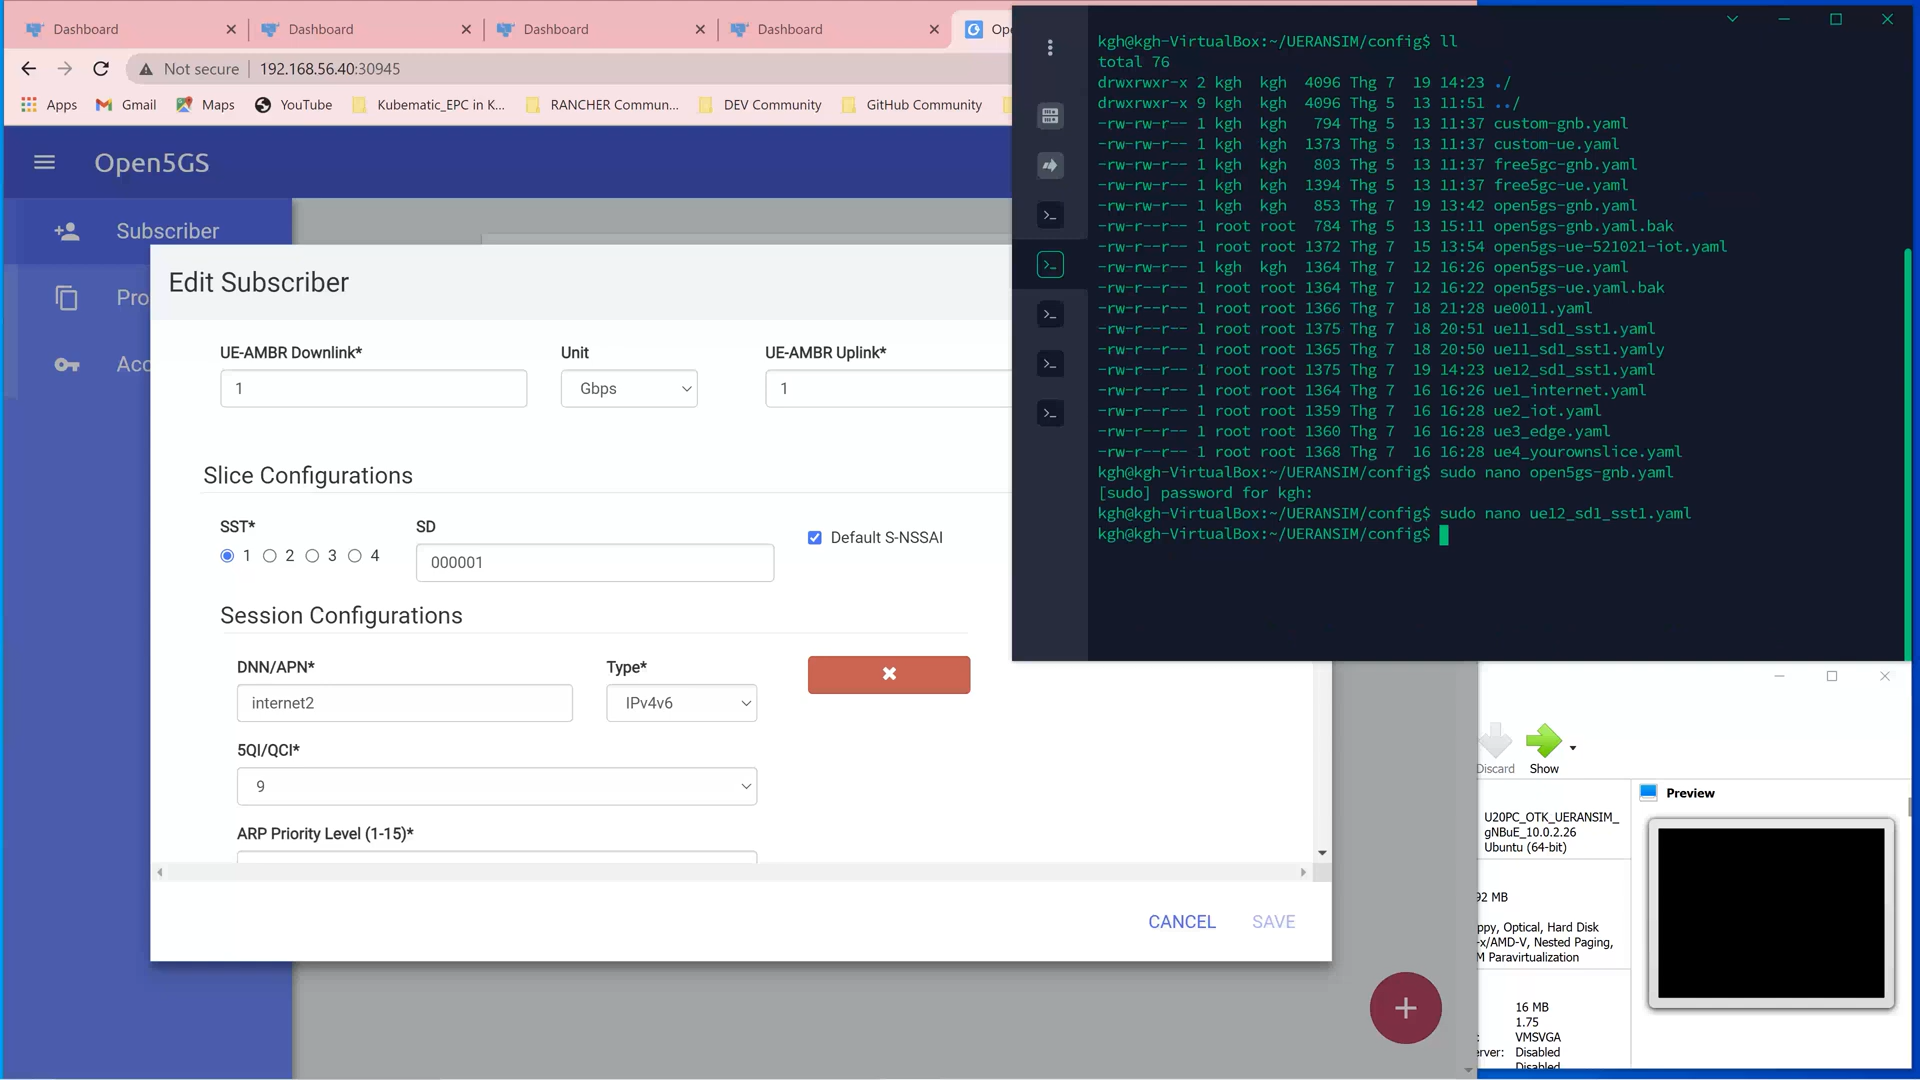 Dashboard
Dashboard
Dashboard
Dashboard
Not secure
192.168.56.40:30945
Apps
Gmail
Maps
YouTube
Kubematic_EPC in K...
RANCHER Commun...
DEV Community
GitHub Community
Open5GS
Subscriber
Edit Subscriber
UE-AMBR Downlink*
Unit
UE-AMBR Uplink*
1
Gbps
1
Slice Configurations
SST*
SD
Default S-NSSAI
1 2 3 4
000001
Session Configurations
DNN/APN*
Type*
internet2
IPv4v6
5QI/QCI*
9
ARP Priority Level (1-15)*
CANCEL
SAVE
kgh@kgh-VirtualBox:~/UERANSIM/config$ ll
total 76
drwxrwxr-x 2 kgh kgh 4096 Thg 7 19 14:23 ./
drwxrwxr-x 9 kgh kgh 4096 Thg 5 13 11:51 ../
-rw-rw-r-- 1 kgh kgh 794 Thg 5 13 11:37 custom-gnb.yaml
-rw-rw-r-- 1 kgh kgh 1373 Thg 5 13 11:37 custom-ue.yaml
-rw-rw-r-- 1 kgh kgh 803 Thg 5 13 11:37 free5gc-gnb.yaml
-rw-rw-r-- 1 kgh kgh 1394 Thg 5 13 11:37 free5gc-ue.yaml
-rw-rw-r-- 1 kgh kgh 853 Thg 7 19 13:42 open5gs-gnb.yaml
-rw-r--r-- 1 root root 784 Thg 5 13 15:11 open5gs-gnb.yaml.bak
-rw-r--r-- 1 root root 1372 Thg 7 15 13:54 open5gs-ue-521021-iot.yaml
-rw-rw-r-- 1 kgh kgh 1364 Thg 7 12 16:26 open5gs-ue.yaml
-rw-r--r-- 1 root root 1364 Thg 7 12 16:22 open5gs-ue.yaml.bak
-rw-r--r-- 1 root root 1366 Thg 7 18 21:28 ue0011.yaml
-rw-r--r-- 1 root root 1375 Thg 7 18 20:51 ue11_sd1_sst1.yaml
-rw-r--r-- 1 root root 1365 Thg 7 18 20:50 ue11_sd1_sst1.yamly
-rw-r--r-- 1 root root 1375 Thg 7 19 14:23 ue12_sd1_sst1.yaml
-rw-r--r-- 1 root root 1364 Thg 7 16 16:26 ue1_internet.yaml
-rw-r--r-- 1 root root 1359 Thg 7 16 16:28 ue2_iot.yaml
-rw-r--r-- 1 root root 1360 Thg 7 16 16:28 ue3_edge.yaml
-rw-r--r-- 1 root root 1368 Thg 7 16 16:28 ue4_yourownslice.yaml
kgh@kgh-VirtualBox:~/UERANSIM/config$ sudo nano open5gs-gnb.yaml
[sudo] password for kgh:
kgh@kgh-VirtualBox:~/UERANSIM/config$ sudo nano ue12_sd1_sst1.yaml
kgh@kgh-VirtualBox:~/UERANSIM/config$
Discard
Show
Preview
U20PC_OTK_UERANSIM_
gNBuE_10.0.2.26
Ubuntu (64-bit)
MB
Optical, Hard Disk
Nested Paging,
Paravirtualization
16 MB
1.75
VMSVGA
Disabled